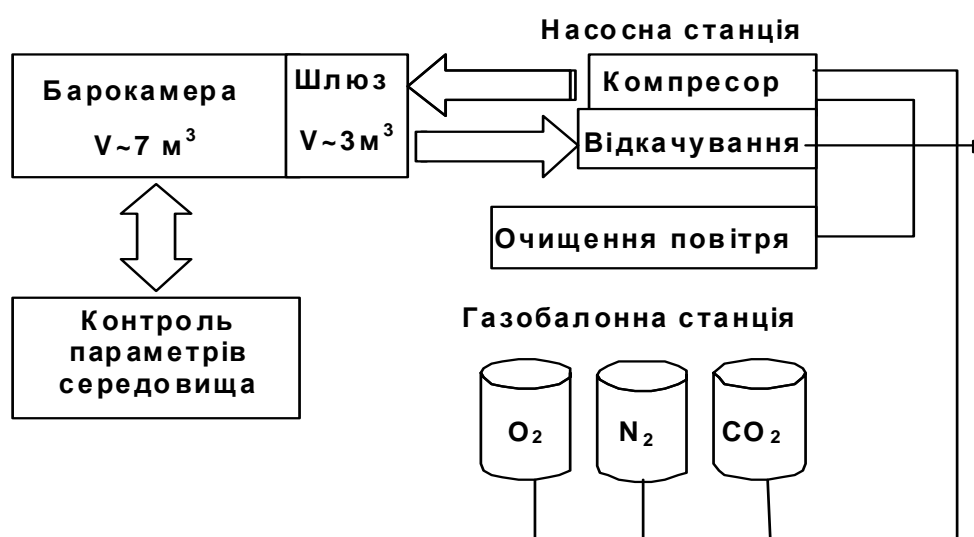 Насосна станція
Барокамера
V~7 м³
Шлюз
V~3м³
Компресор
Відкачування
Очищення повітря
Контроль
параметрів
середовища
Газобалонна станція
O₂
N₂
CO₂